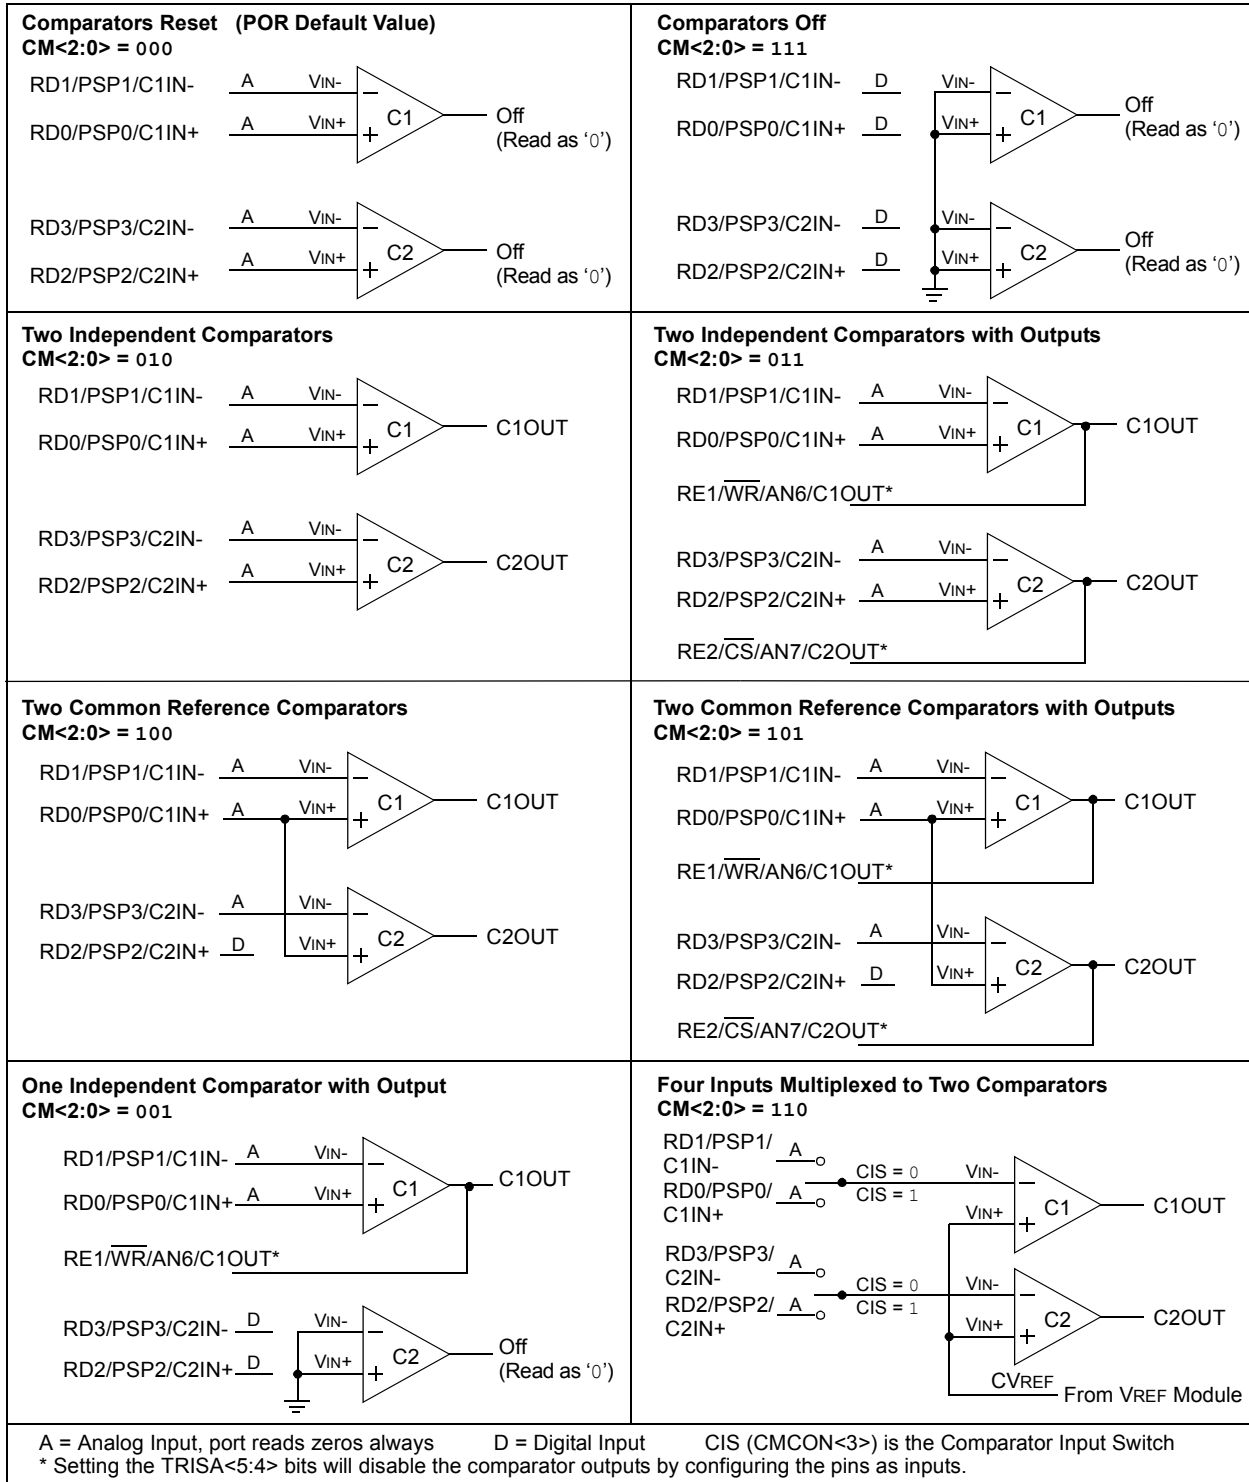 Comparators Reset (POR Default Value)
CM<2:0> = 000
RD1/PSP1/C1IN- A VIN-
C1
RD0/PSP0/C1IN+ A VIN+
Off
(Read as ‘0’)
RD3/PSP3/C2IN- A VIN-
C2
RD2/PSP2/C2IN+ A VIN+
Off
(Read as ‘0’)
Comparators Off
CM<2:0> = 111
RD1/PSP1/C1IN- D VIN-
C1
RD0/PSP0/C1IN+ D VIN+
Off
(Read as ‘0’)
RD3/PSP3/C2IN- D VIN-
C2
RD2/PSP2/C2IN+ D VIN+
Off
(Read as ‘0’)
Two Independent Comparators
CM<2:0> = 010
RD1/PSP1/C1IN- A VIN-
C1 C1OUT
RD0/PSP0/C1IN+ A VIN+
RD3/PSP3/C2IN- A VIN-
C2 C2OUT
RD2/PSP2/C2IN+ A VIN+
Two Independent Comparators with Outputs
CM<2:0> = 011
RD1/PSP1/C1IN- A VIN-
C1 C1OUT
RD0/PSP0/C1IN+ A VIN+
RE1/WR/AN6/C1OUT*
RD3/PSP3/C2IN- A VIN-
C2 C2OUT
RD2/PSP2/C2IN+ A VIN+
RE2/CS/AN7/C2OUT*
Two Common Reference Comparators
CM<2:0> = 100
RD1/PSP1/C1IN- A VIN-
C1 C1OUT
RD0/PSP0/C1IN+ A VIN+
RD3/PSP3/C2IN- A VIN-
C2 C2OUT
RD2/PSP2/C2IN+ D VIN+
Two Common Reference Comparators with Outputs
CM<2:0> = 101
RD1/PSP1/C1IN- A VIN-
C1 C1OUT
RD0/PSP0/C1IN+ A VIN+
RE1/WR/AN6/C1OUT*
RD3/PSP3/C2IN- A VIN-
C2 C2OUT
RD2/PSP2/C2IN+ D VIN+
RE2/CS/AN7/C2OUT*
One Independent Comparator with Output
CM<2:0> = 001
RD1/PSP1/C1IN- A VIN-
C1 C1OUT
RD0/PSP0/C1IN+ A VIN+
RE1/WR/AN6/C1OUT*
RD3/PSP3/C2IN- D VIN-
C2
RD2/PSP2/C2IN+ D VIN+
Off
(Read as ‘0’)
Four Inputs Multiplexed to Two Comparators
CM<2:0> = 110
RD1/PSP1/ A
C1IN- CIS = 0 VIN-
RD0/PSP0/ A CIS = 1
C1IN+ VIN+ C1 C1OUT
RD3/PSP3/ A
C2IN- CIS = 0 VIN-
RD2/PSP2/ A CIS = 1
C2IN+ VIN+ C2 C2OUT
CVREF
From VREF Module
A = Analog Input, port reads zeros always D = Digital Input CIS (CMCON<3>) is the Comparator Input Switch
* Setting the TRISA<5:4> bits will disable the comparator outputs by configuring the pins as inputs.